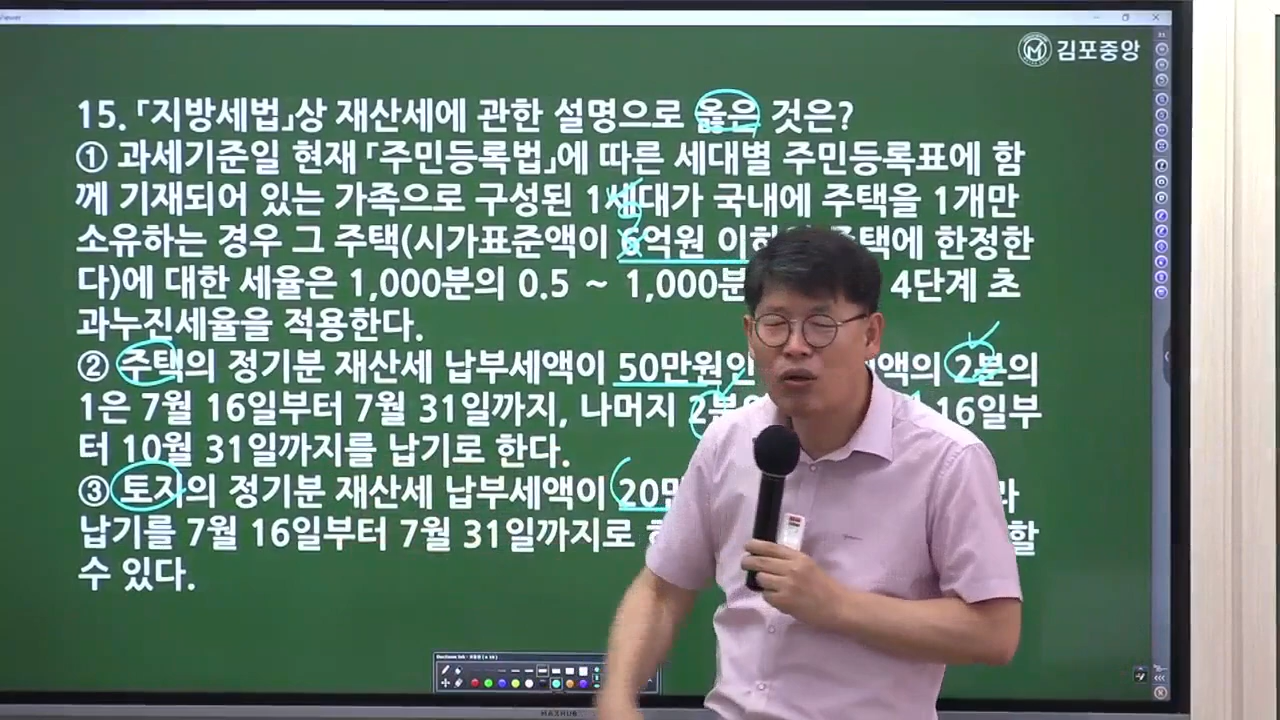 김포중앙
15. 「지방세법」상 재산세에 관한 설명으로 옳은 것은?
① 과세기준일 현재 「주민등록법」에 따른 세대별 주민등록표에 함
께 기재되어 있는 가족으로 구성된 1세대가 국내에 주택을 1개만
소유하는 경우 그 주택(시가표준액이 6억원 이하 주택에 한정한
다)에 대한 세율은 1,000분의 0.5 ~ 1,000분 4단계 초
과누진세율을 적용한다.
② 주택의 정기분 재산세 납부세액이 50만원인 액의 2분의
1은 7월 16일부터 7월 31일까지, 나머지 16일부
터 10월 31일까지를 납기로 한다.
③ 토지의 정기분 재산세 납부세액이
납기를 7월 16일부터 7월 31일까지로 할
수 있다.
MAXHUB